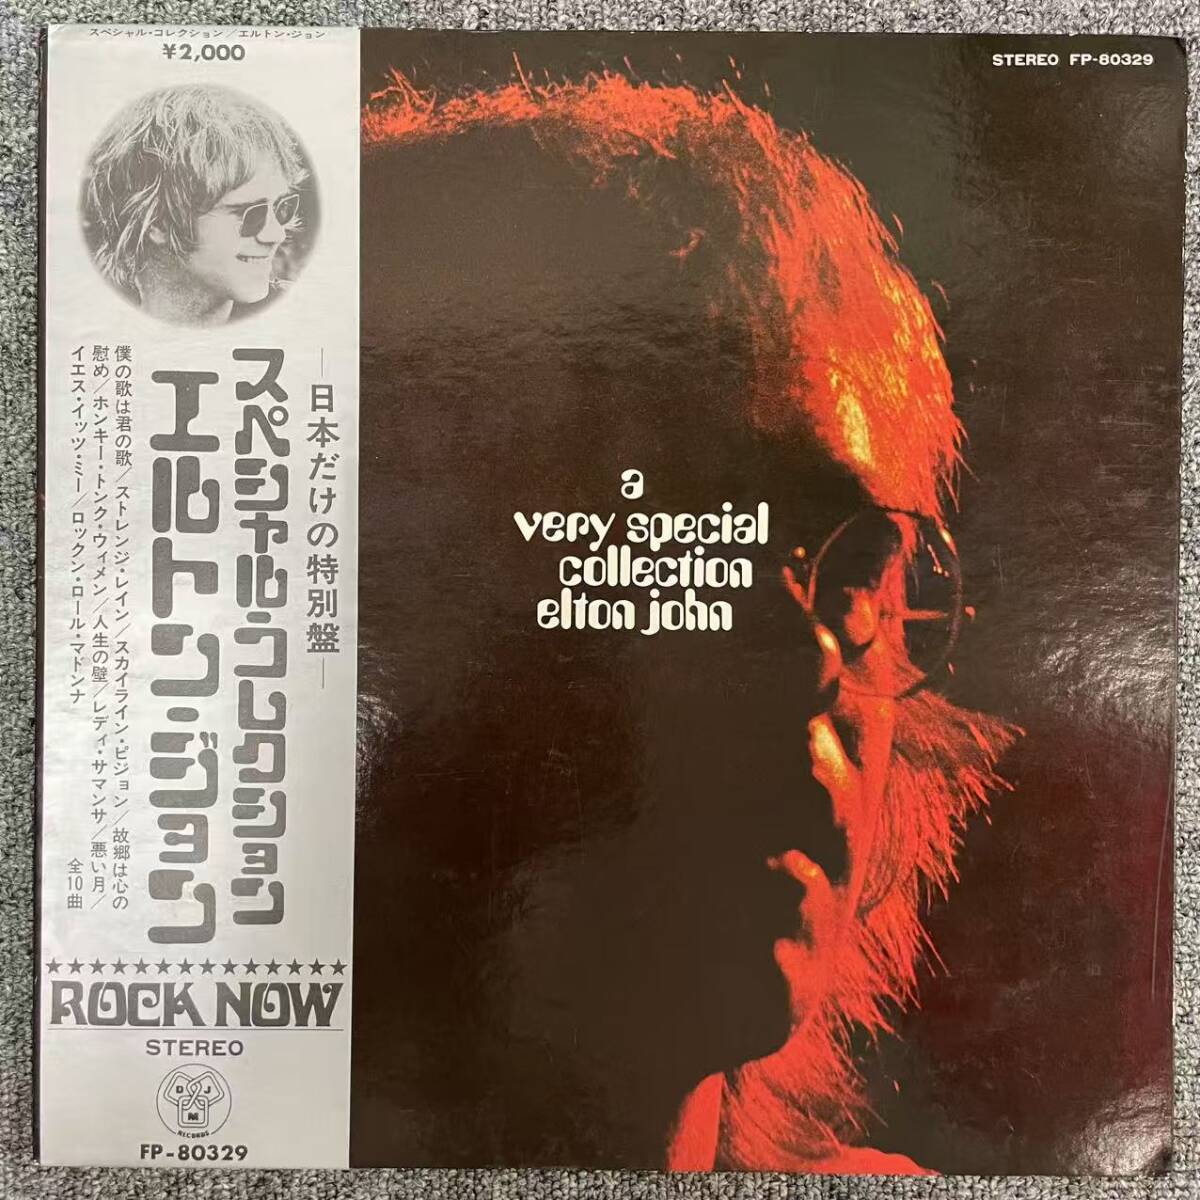 スペシャル・コレクション/エルトン・ジョン
¥2,000
—日本だけの特別盤—
スペシャル・コレクション
エルトン・ジョン
僕の歌は君の歌/ストレンジ・レイン/スカイライン・ピジョン/故郷は心の
慰め/ホンキー・トンク・ウィメン/人生の壁/レディ・サマンサ/悪い月/
イエス・イッツ・ミー/ロックン・ロール・マドンナ
全10曲
★★★★★★★★★★★★★★
ROCK NOW
STEREO
DJM
RECORDS
FP-80329
STEREO FP-80329
a
very special
collection
elton john